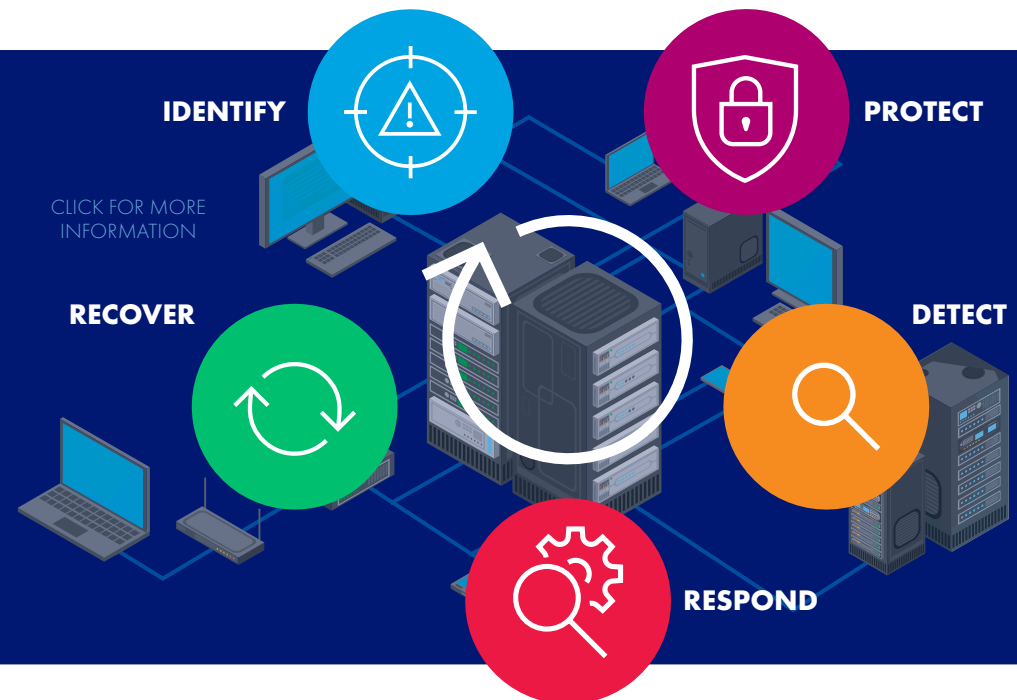 IDENTIFY
PROTECT
CLICK FOR MORE
INFORMATION
RECOVER
DETECT
RESPOND